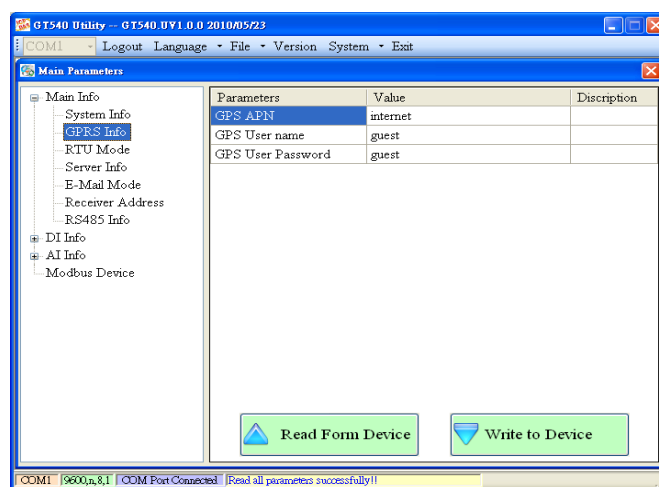 GT540 Utility -- GT540.UV1.0.0 2010/05/23
COM1 Logout Language File Version System Exit
Main Parameters
Main Info
System Info
GPRS Info
RTU Mode
Server Info
E-Mail Mode
Receiver Address
RS485 Info
DI Info
AI Info
Modbus Device
Parameters Value Discription
GPS APN internet
GPS User name guest
GPS User Password guest
Read Form Device Write to Device
COM1 9600,n,8,1 COM Port Connected Read all parameters successfully!!